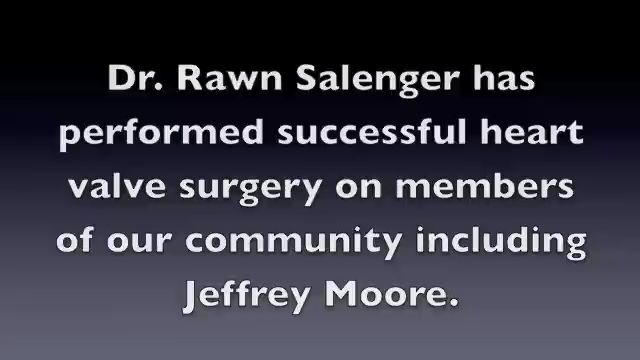 Dr. Rawn Salenger has
performed successful heart
valve surgery on members
of our community including
Jeffrey Moore.